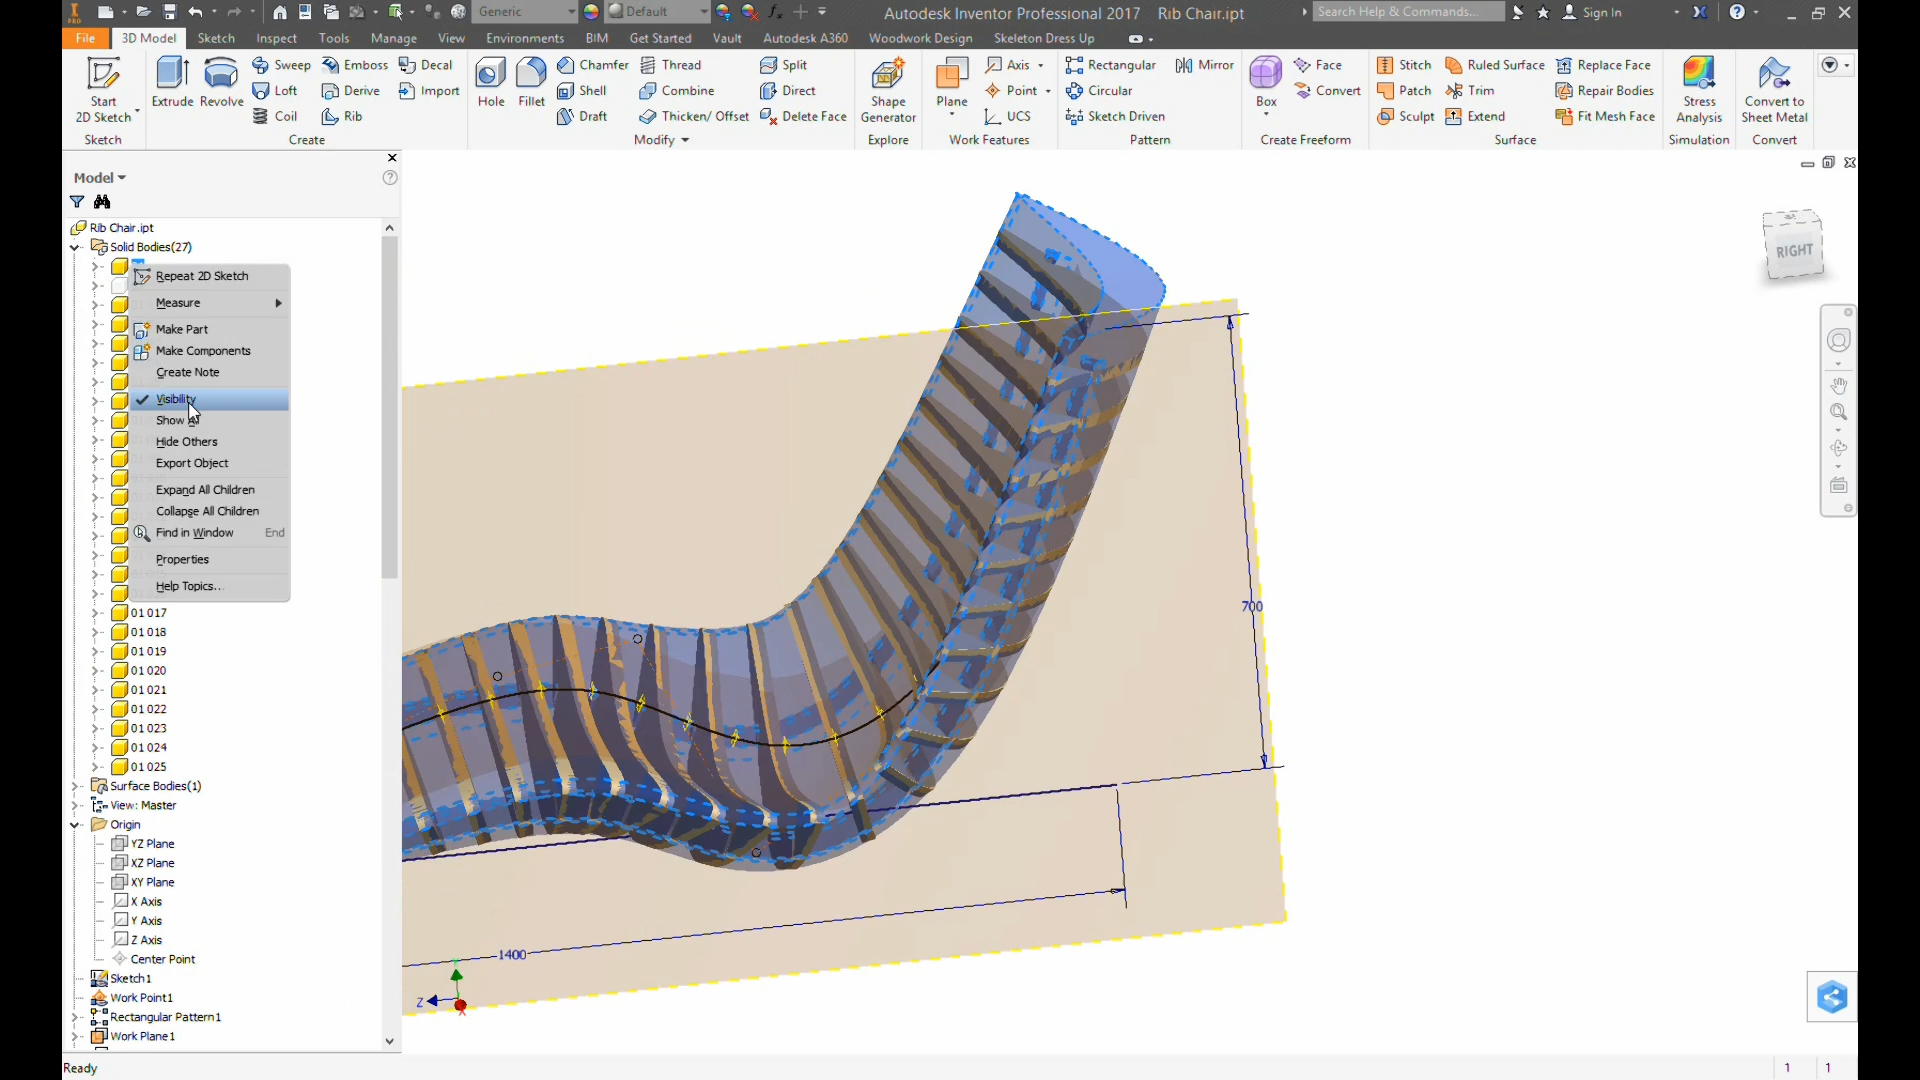 Generic
Default
Autodesk Inventor Professional 2017 Rib Chair.ipt
Search Help & Commands...
Sign In
PRO
File 3D Model Sketch Inspect Tools Manage View Environments BIM Get Started Vault Autodesk A360 Woodwork Design Skeleton Dress Up
Start 2D Sketch
Extrude Revolve Sweep Emboss Decal
Loft Derive Import
Coil Rib
Hole Fillet Chamfer Thread Split
Shell Combine Direct
Draft Thicken/ Offset Delete Face
Shape Generator
Plane Axis
Point
UCS
Rectangular Mirror
Circular
Sketch Driven
Box Face
Convert
Stitch Ruled Surface Replace Face
Patch Trim Repair Bodies
Sculpt Extend Fit Mesh Face
Stress Analysis
Convert to Sheet Metal
Sketch Create Modify Explore Work Features Pattern Create Freeform Surface Simulation Convert
Model
Rib Chair.ipt
Solid Bodies(27)
Repeat 2D Sketch
Measure
Make Part
Make Components
Create Note
Visibility
Show
Hide Others
Export Object
Expand All Children
Collapse All Children
Find in Window End
Properties
Help Topics...
01 017
01 018
01 019
01 020
01 021
01 022
01 023
01 024
01 025
Surface Bodies(1)
View: Master
Origin
YZ Plane
XZ Plane
XY Plane
X Axis
Y Axis
Z Axis
Center Point
Sketch1
Work Point1
Rectangular Pattern1
Work Plane1
RIGHT
700
1400
Z
X
Ready
1 1